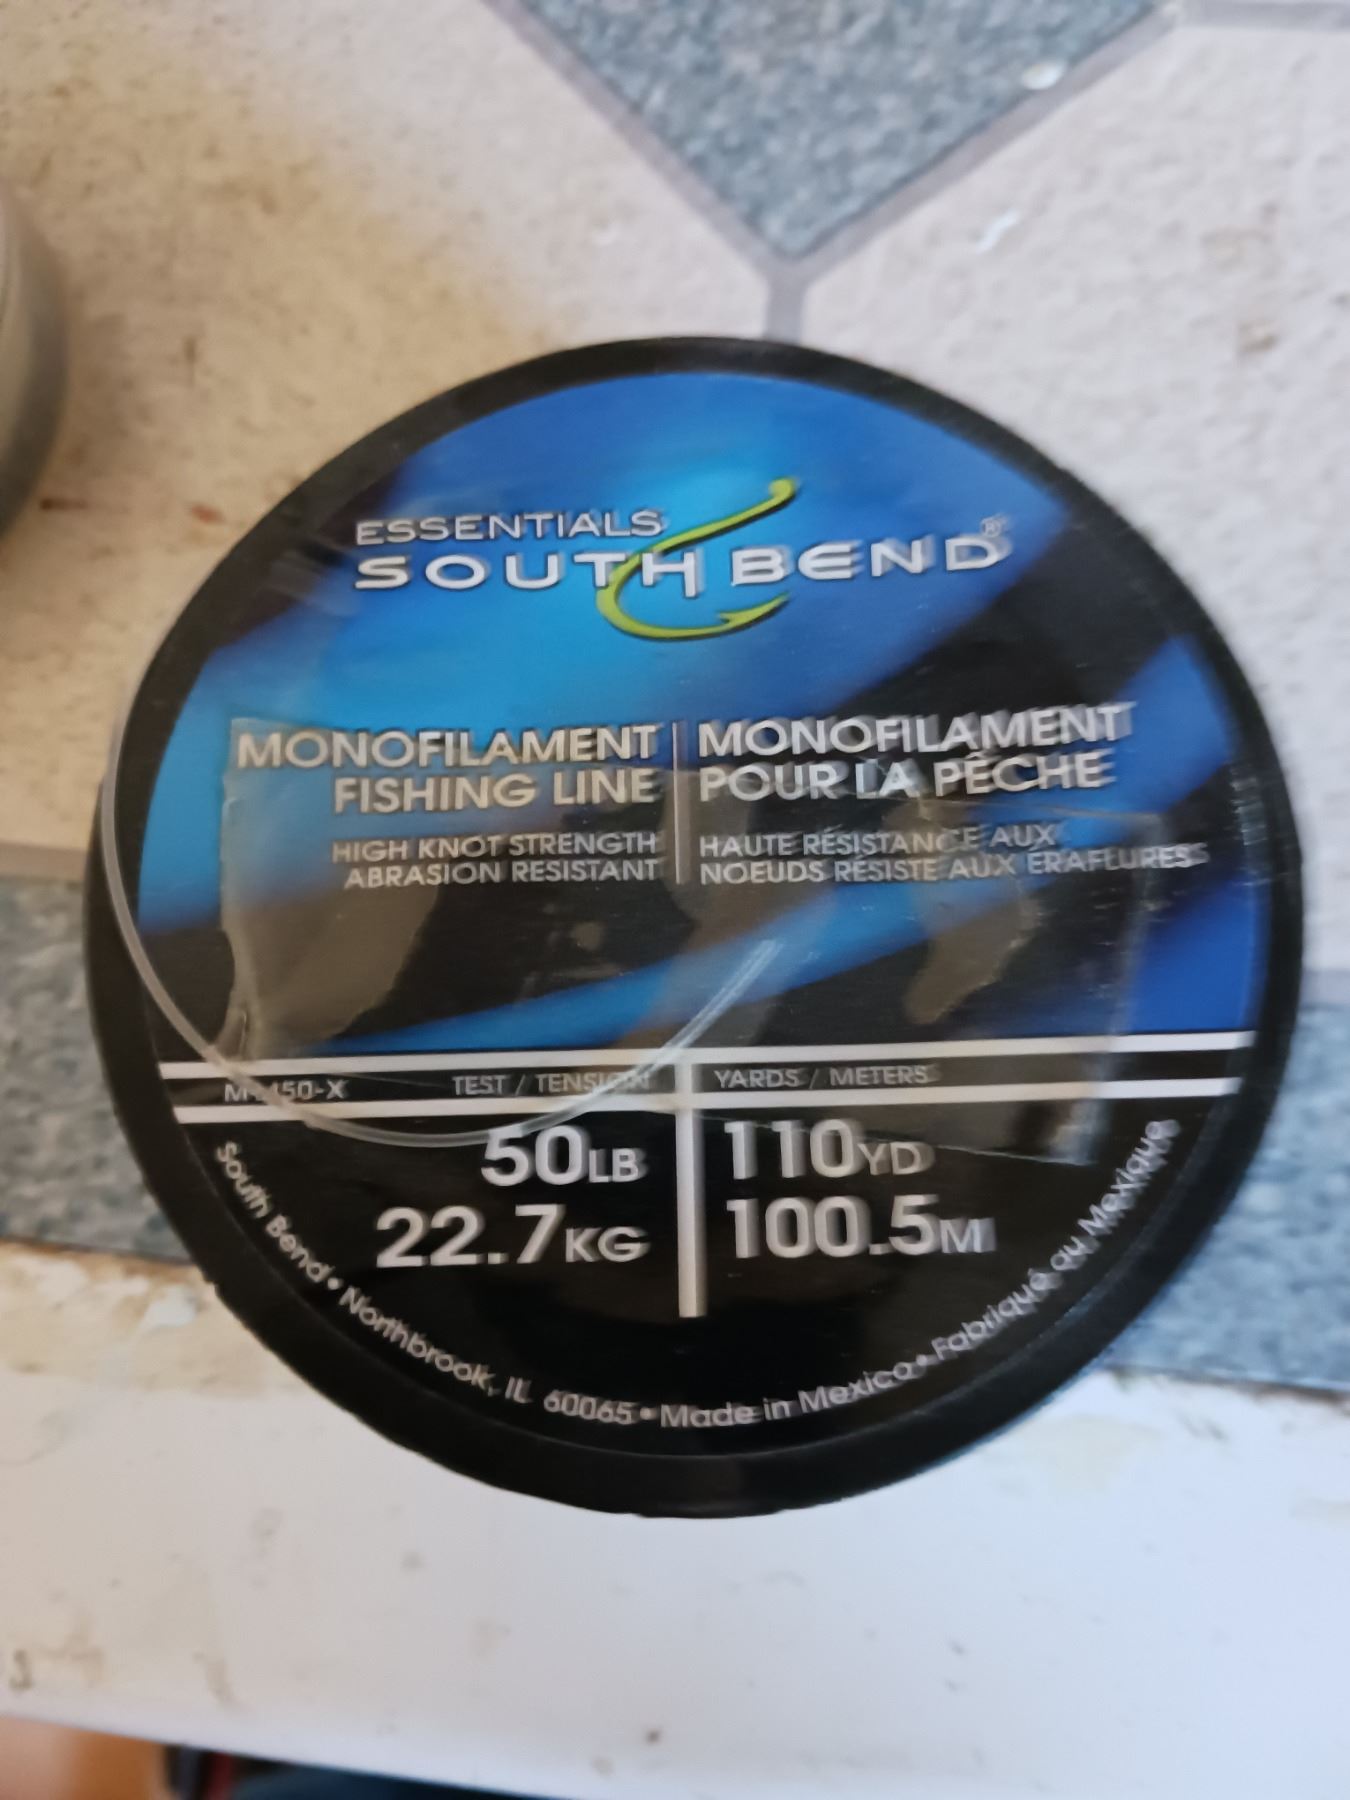 ESSENTIALS
SOUTH BEND®
MONOFILAMENT
FISHING LINE
HIGH KNOT STRENGTH
ABRASION RESISTANT
MONOFILAMENT
POUR LA PÊCHE
HAUTE RÉSISTANCE AUX
NOEUDS RÉSISTE AUX ERAFLURES
TEST / TENSION
YARDS / METERS
50LB
22.7KG
110YD
100.5M
South Bend • Northbrook, IL 60065 • Made in Mexico • Fabriqué au Mexique